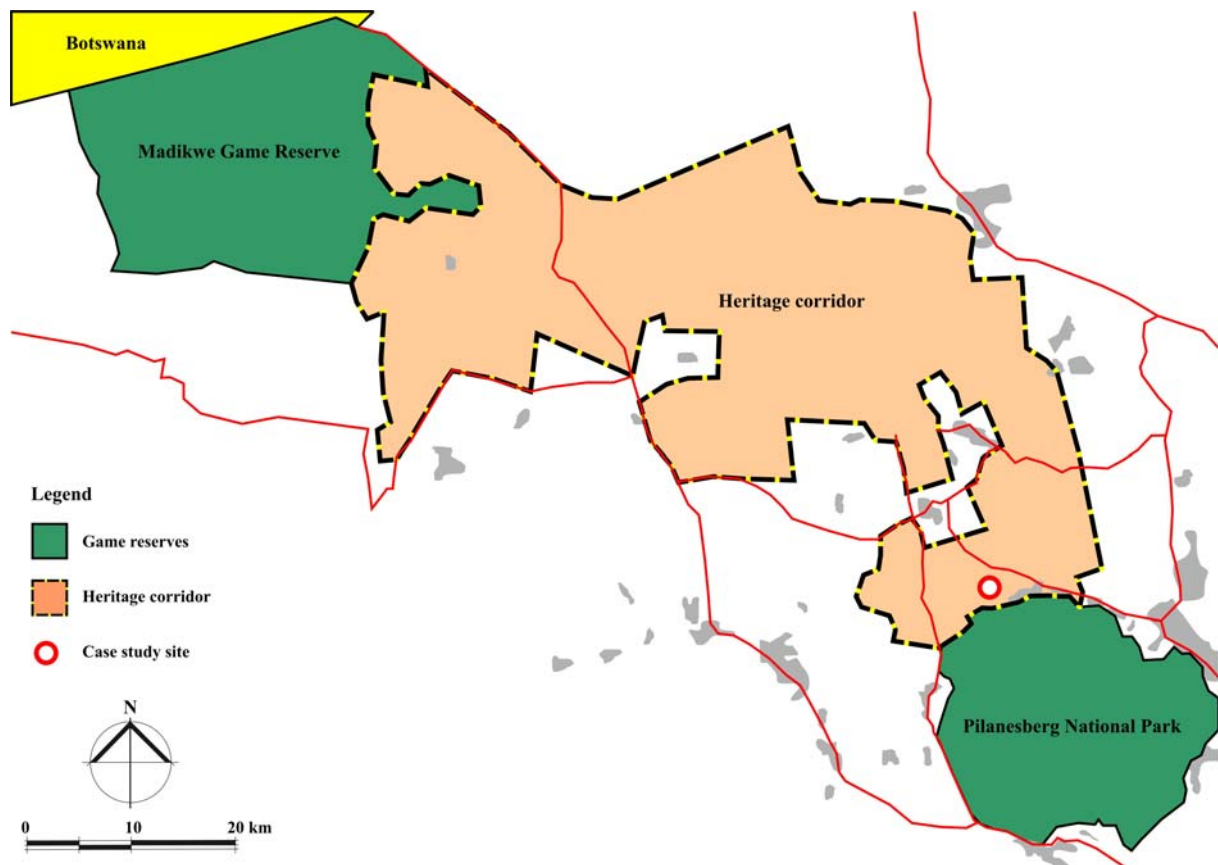 Botswana
Madikwe Game Reserve
Heritage corridor
Legend
Game reserves
Heritage corridor
Case study site
Pilanesberg National Park
N
0 10 20 km